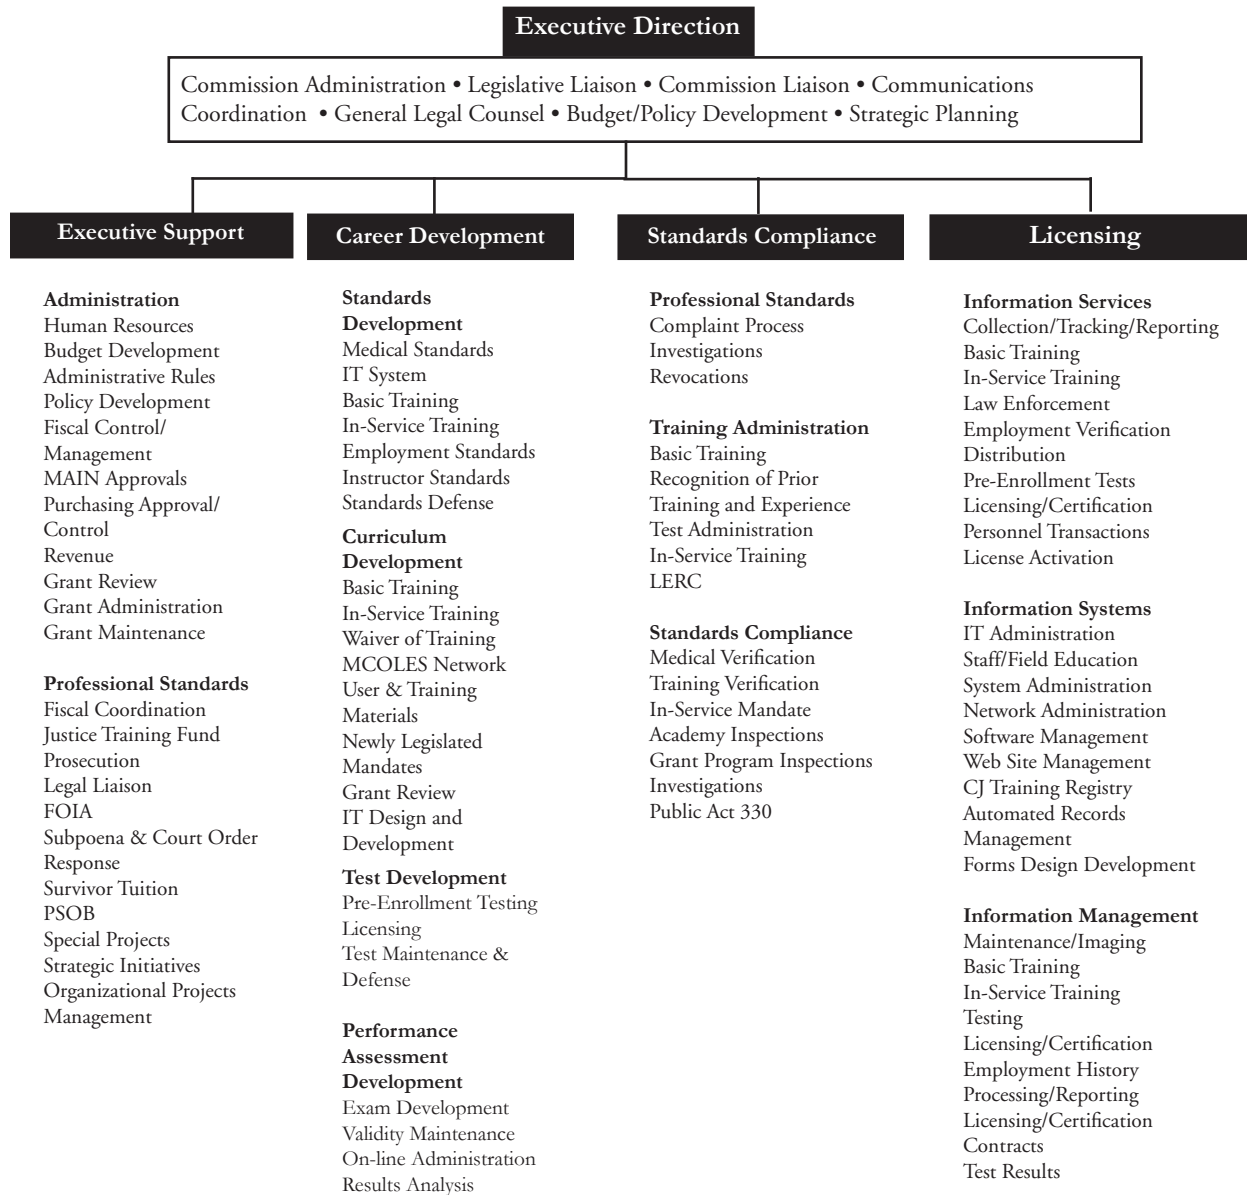 Executive Direction
Commission Administration • Legislative Liaison • Commission Liaison • Communications
Coordination • General Legal Counsel • Budget/Policy Development • Strategic Planning
Executive Support
Administration
Human Resources
Budget Development
Administrative Rules
Policy Development
Fiscal Control/
Management
MAIN Approvals
Purchasing Approval/
Control
Revenue
Grant Review
Grant Administration
Grant Maintenance
Professional Standards
Fiscal Coordination
Justice Training Fund
Prosecution
Legal Liaison
FOIA
Subpoena & Court Order
Response
Survivor Tuition
PSOB
Special Projects
Strategic Initiatives
Organizational Projects
Management
Career Development
Standards
Development
Medical Standards
IT System
Basic Training
In-Service Training
Employment Standards
Instructor Standards
Standards Defense
Curriculum
Development
Basic Training
In-Service Training
Waiver of Training
MCOLES Network
User & Training
Materials
Newly Legislated
Mandates
Grant Review
IT Design and
Development
Test Development
Pre-Enrollment Testing
Licensing
Test Maintenance &
Defense
Performance
Assessment
Development
Exam Development
Validity Maintenance
On-line Administration
Results Analysis
Standards Compliance
Professional Standards
Complaint Process
Investigations
Revocations
Training Administration
Basic Training
Recognition of Prior
Training and Experience
Test Administration
In-Service Training
LERC
Standards Compliance
Medical Verification
Training Verification
In-Service Mandate
Academy Inspections
Grant Program Inspections
Investigations
Public Act 330
Licensing
Information Services
Collection/Tracking/Reporting
Basic Training
In-Service Training
Law Enforcement
Employment Verification
Distribution
Pre-Enrollment Tests
Licensing/Certification
Personnel Transactions
License Activation
Information Systems
IT Administration
Staff/Field Education
System Administration
Network Administration
Software Management
Web Site Management
CJ Training Registry
Automated Records
Management
Forms Design Development
Information Management
Maintenance/Imaging
Basic Training
In-Service Training
Testing
Licensing/Certification
Employment History
Processing/Reporting
Licensing/Certification
Contracts
Test Results